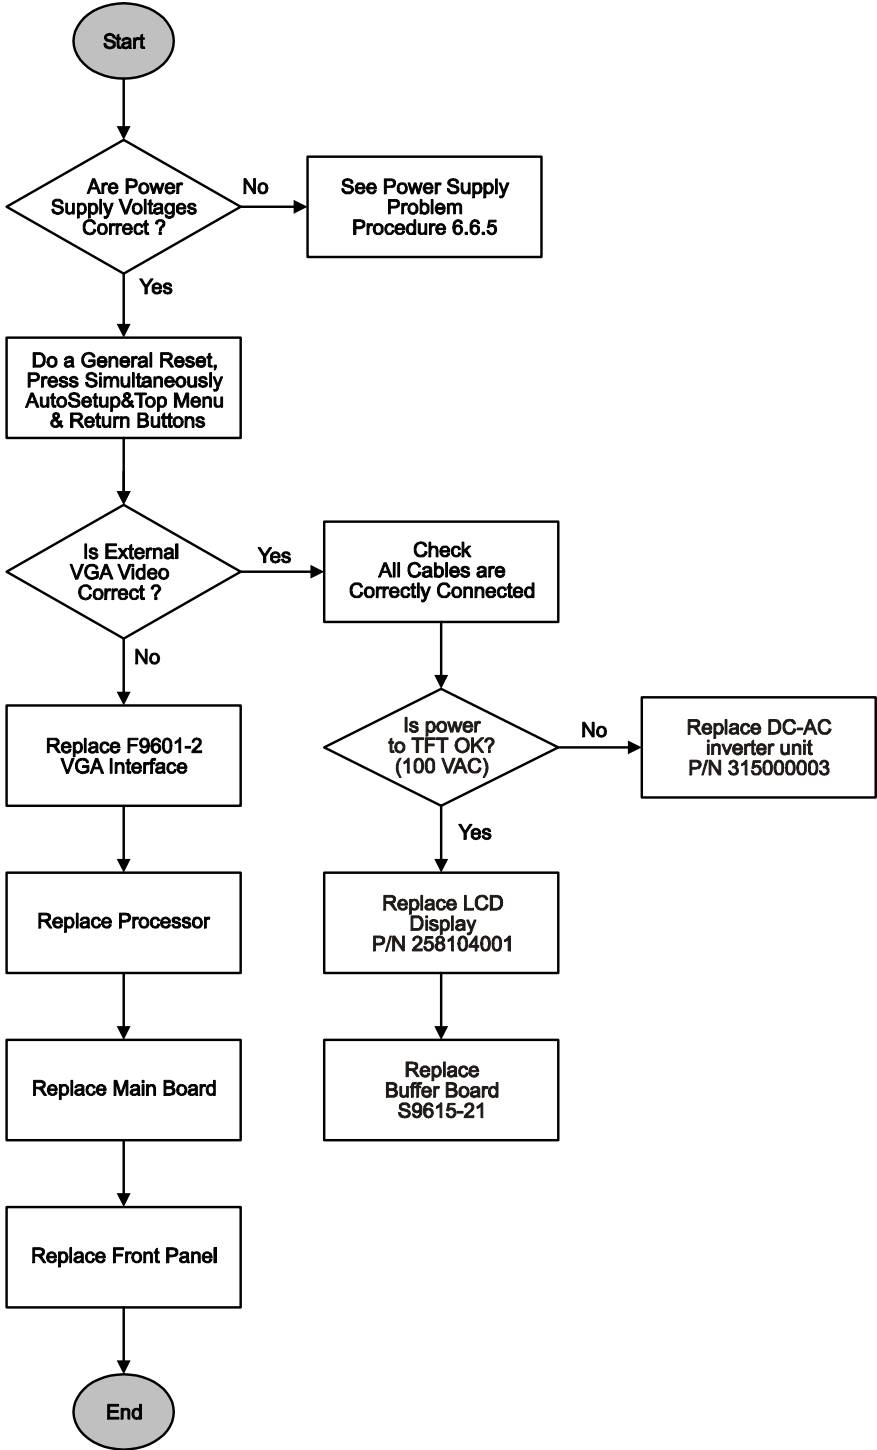 Start
Are Power
Supply Voltages
Correct ?
No
See Power Supply
Problem
Procedure 6.6.5
Yes
Do a General Reset,
Press Simultaneously
AutoSetup&Top Menu
& Return Buttons
Is External
VGA Video
Correct ?
Yes
Check
All Cables are
Correctly Connected
No
Is power
to TFT OK?
(100 VAC)
No
Replace DC-AC
inverter unit
P/N 315000003
Replace F9601-2
VGA Interface
Yes
Replace Processor
Replace LCD
Display
P/N 258104001
Replace Main Board
Replace
Buffer Board
S9615-21
Replace Front Panel
End